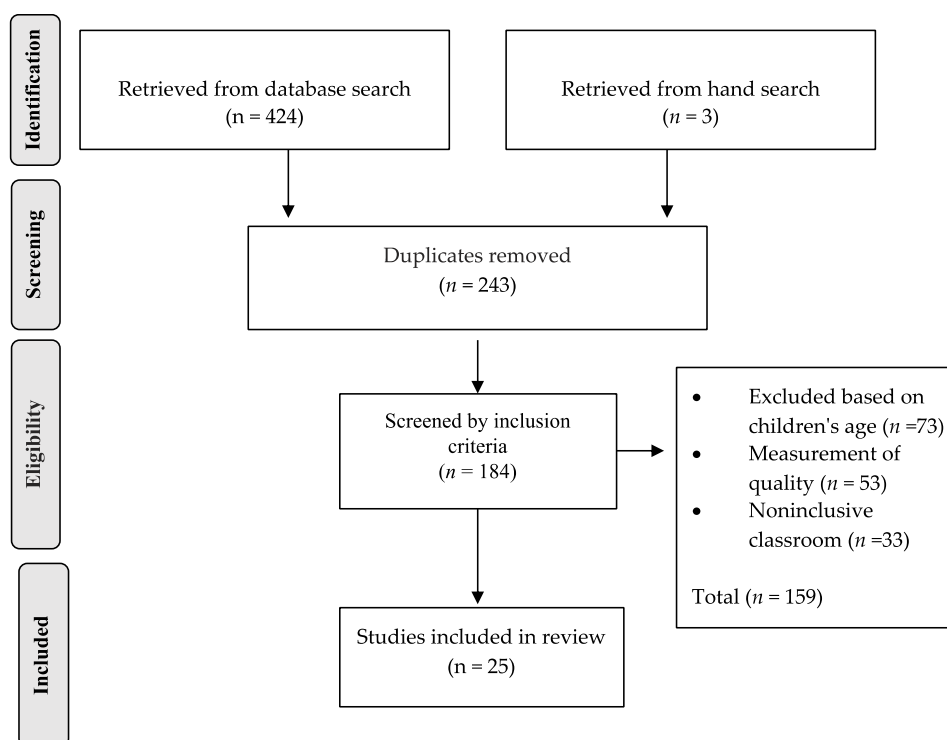 Identification
Retrieved from database search
(n = 424)
Retrieved from hand search
(n = 3)
Screening
Duplicates removed
(n = 243)
Eligibility
Screened by inclusion
criteria
(n = 184)
• Excluded based on
children's age (n =73)
• Measurement of
quality (n = 53)
• Noninclusive
classroom (n =33)
Total (n = 159)
Included
Studies included in review
(n = 25)